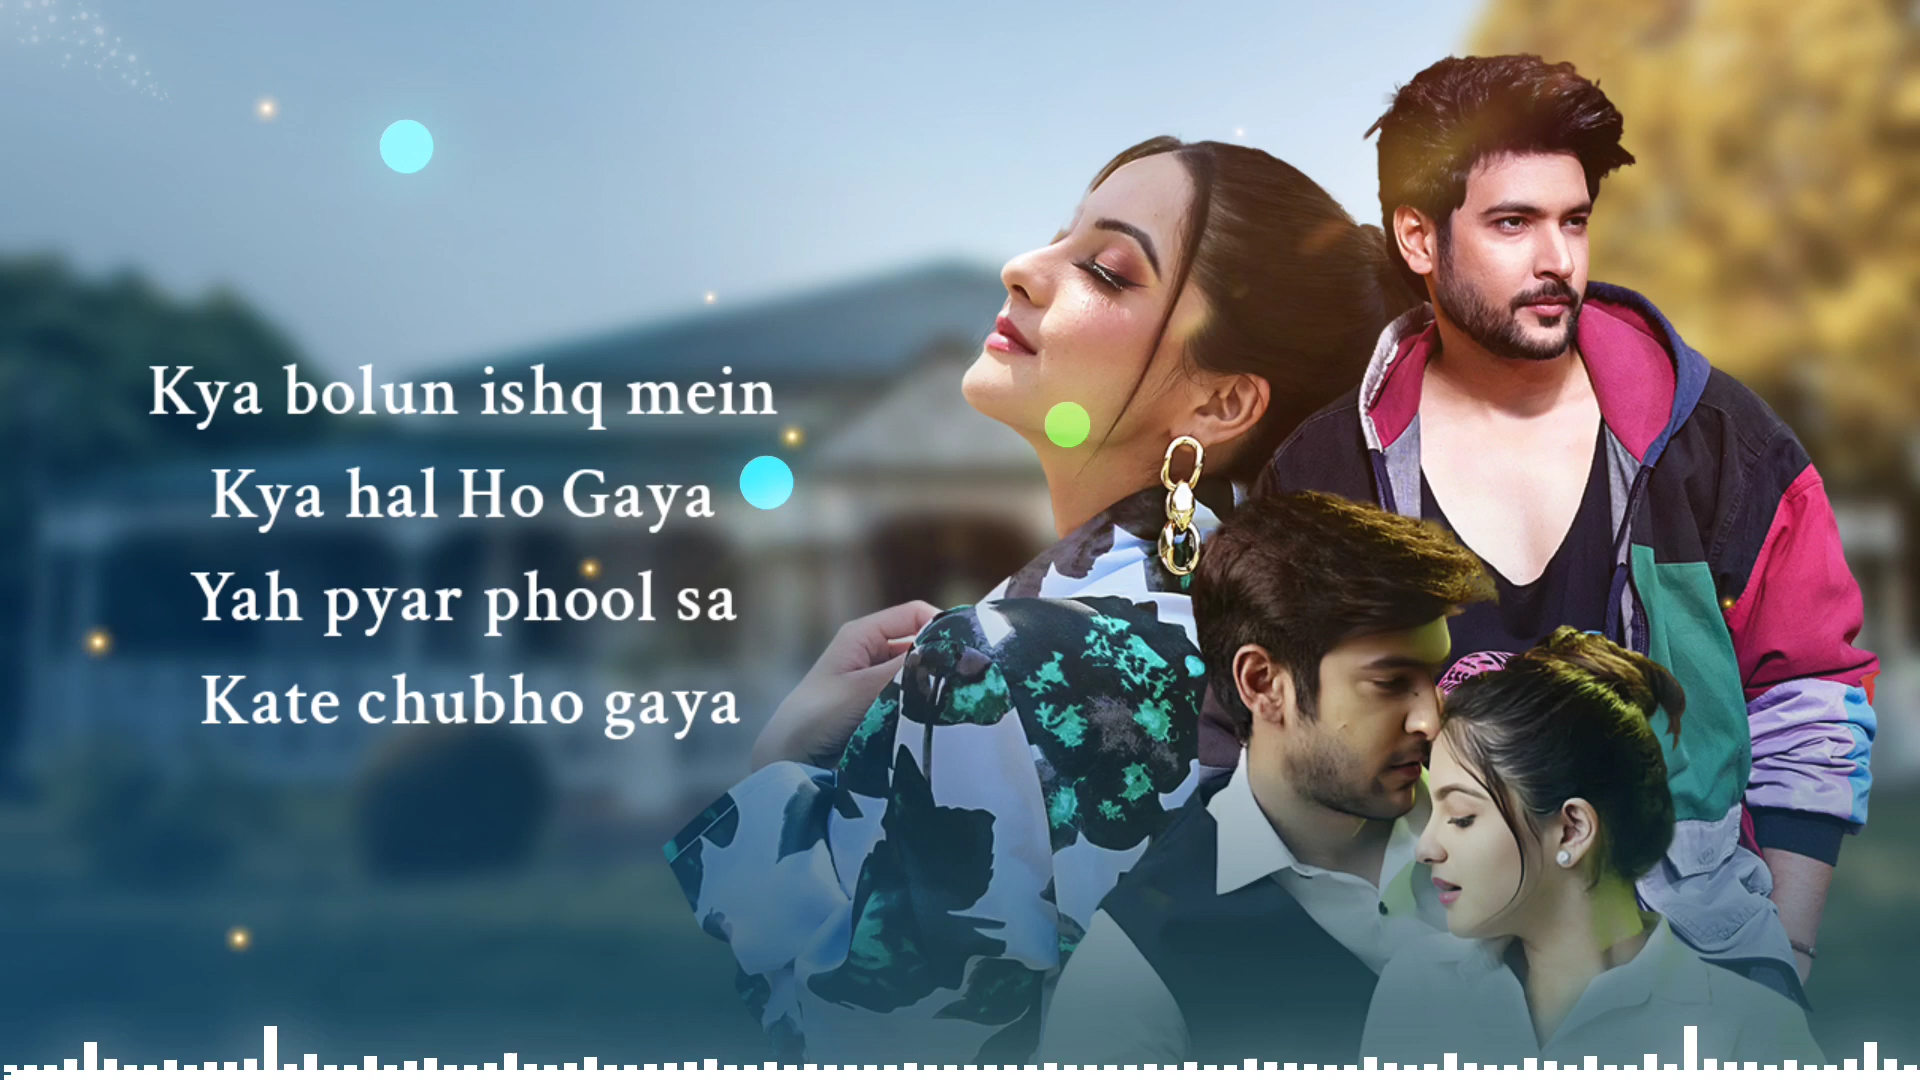 Kya bolun ishq mein
Kya hal Ho Gaya
Yah pyar phool sa
Kate chubho gaya